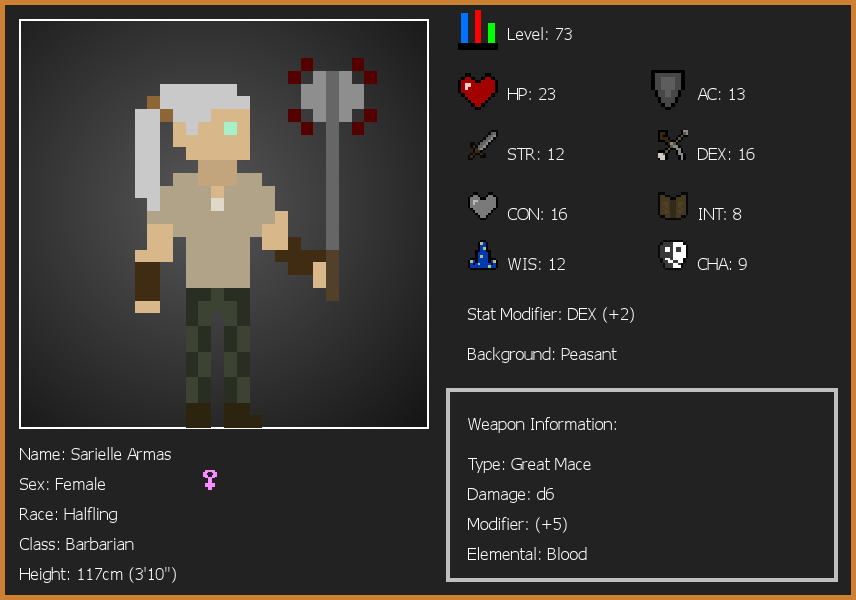 Level: 73
HP: 23
AC: 13
STR: 12
DEX: 16
CON: 16
INT: 8
WIS: 12
CHA: 9
Stat Modifier: DEX (+2)
Background: Peasant
Weapon Information:
Type: Great Mace
Damage: d6
Modifier: (+5)
Elemental: Blood
Name: Sarielle Armas
Sex: Female
Race: Halfling
Class: Barbarian
Height: 117cm (3'10")